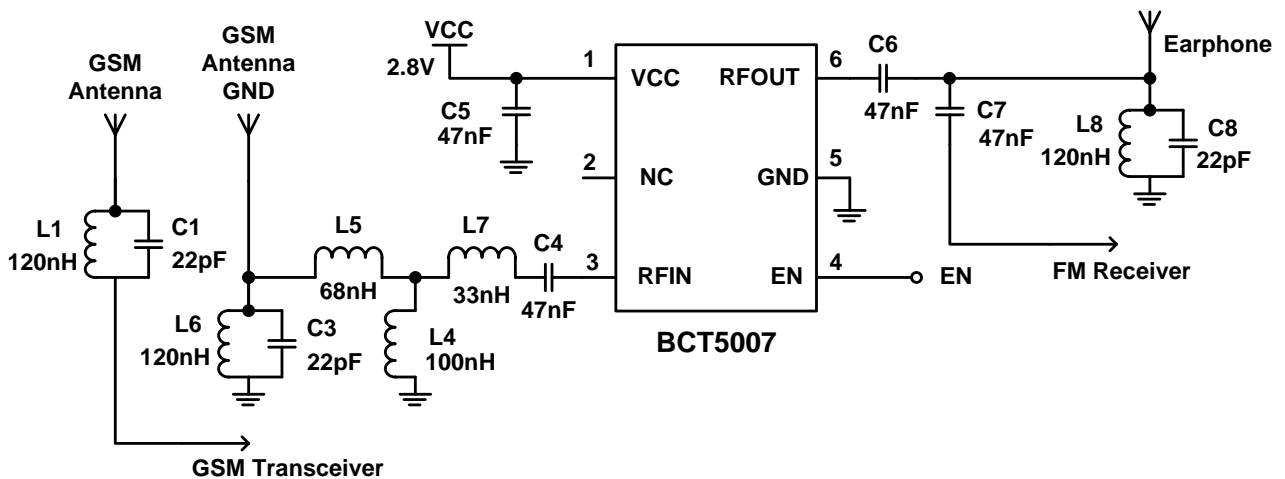 GSM
Antenna
GSM
Antenna
GND
VCC
2.8V
C5
47nF
1
VCC
2
NC
3
RFIN
RFOUT
6
GND
5
EN
4
EN
BCT5007
C6
47nF
C7
47nF
Earphone
L8
120nH
C8
22pF
FM Receiver
L1
120nH
C1
22pF
L5
68nH
L7
33nH
C4
47nF
L6
120nH
C3
22pF
L4
100nH
GSM Transceiver